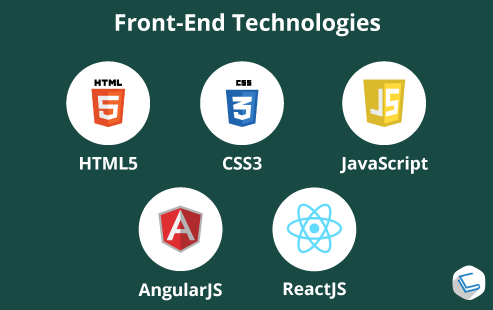 Front-End Technologies
HTML
5
CSS
3
JS
HTML5
CSS3
JavaScript
A
AngularJS
ReactJS